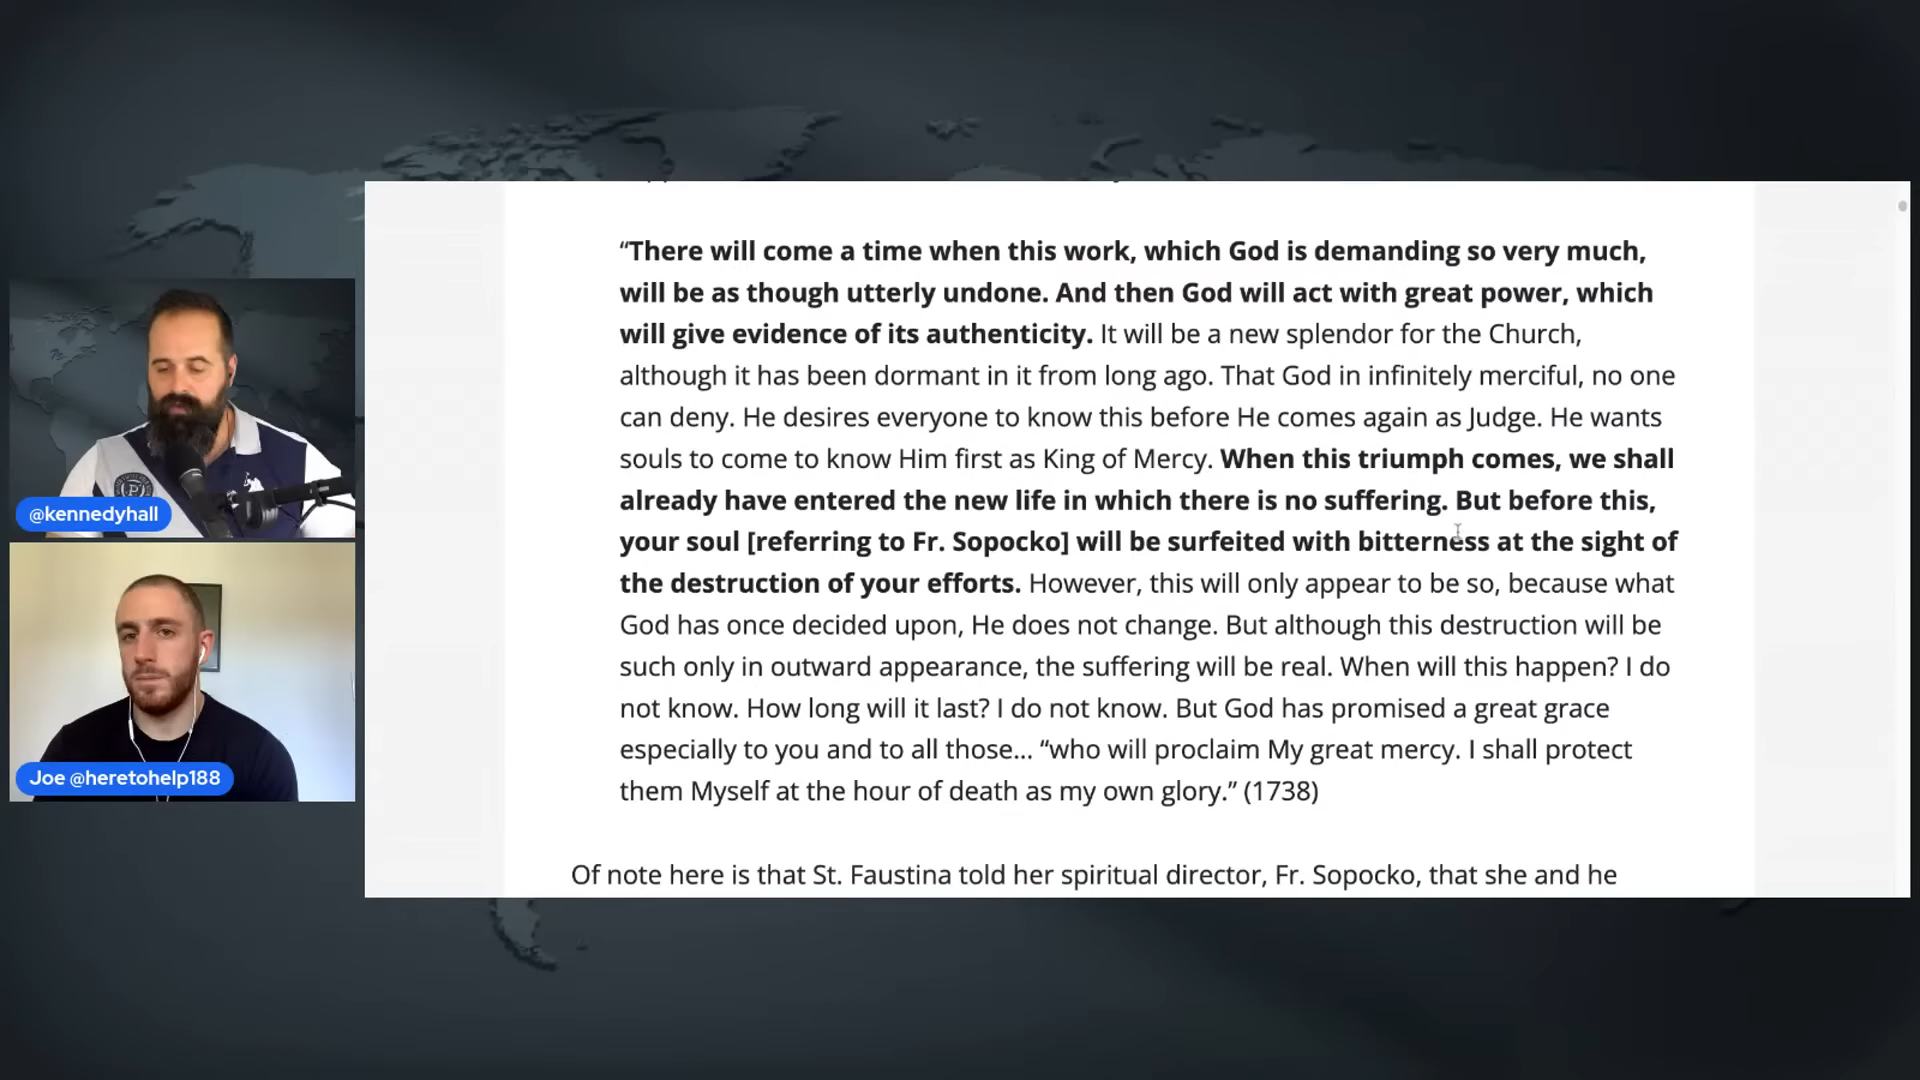 “There will come a time when this work, which God is demanding so very much,
will be as though utterly undone. And then God will act with great power, which
will give evidence of its authenticity. It will be a new splendor for the Church,
although it has been dormant in it from long ago. That God in infinitely merciful, no one
can deny. He desires everyone to know this before He comes again as Judge. He wants
souls to come to know Him first as King of Mercy. When this triumph comes, we shall
already have entered the new life in which there is no suffering. But before this,
your soul [referring to Fr. Sopocko] will be surfeited with bitterness at the sight of
the destruction of your efforts. However, this will only appear to be so, because what
God has once decided upon, He does not change. But although this destruction will be
such only in outward appearance, the suffering will be real. When will this happen? I do
not know. How long will it last? I do not know. But God has promised a great grace
especially to you and to all those... “who will proclaim My great mercy. I shall protect
them Myself at the hour of death as my own glory.” (1738)
Of note here is that St. Faustina told her spiritual director, Fr. Sopocko, that she and he
@kennedyhall
Joe @heretohelp188